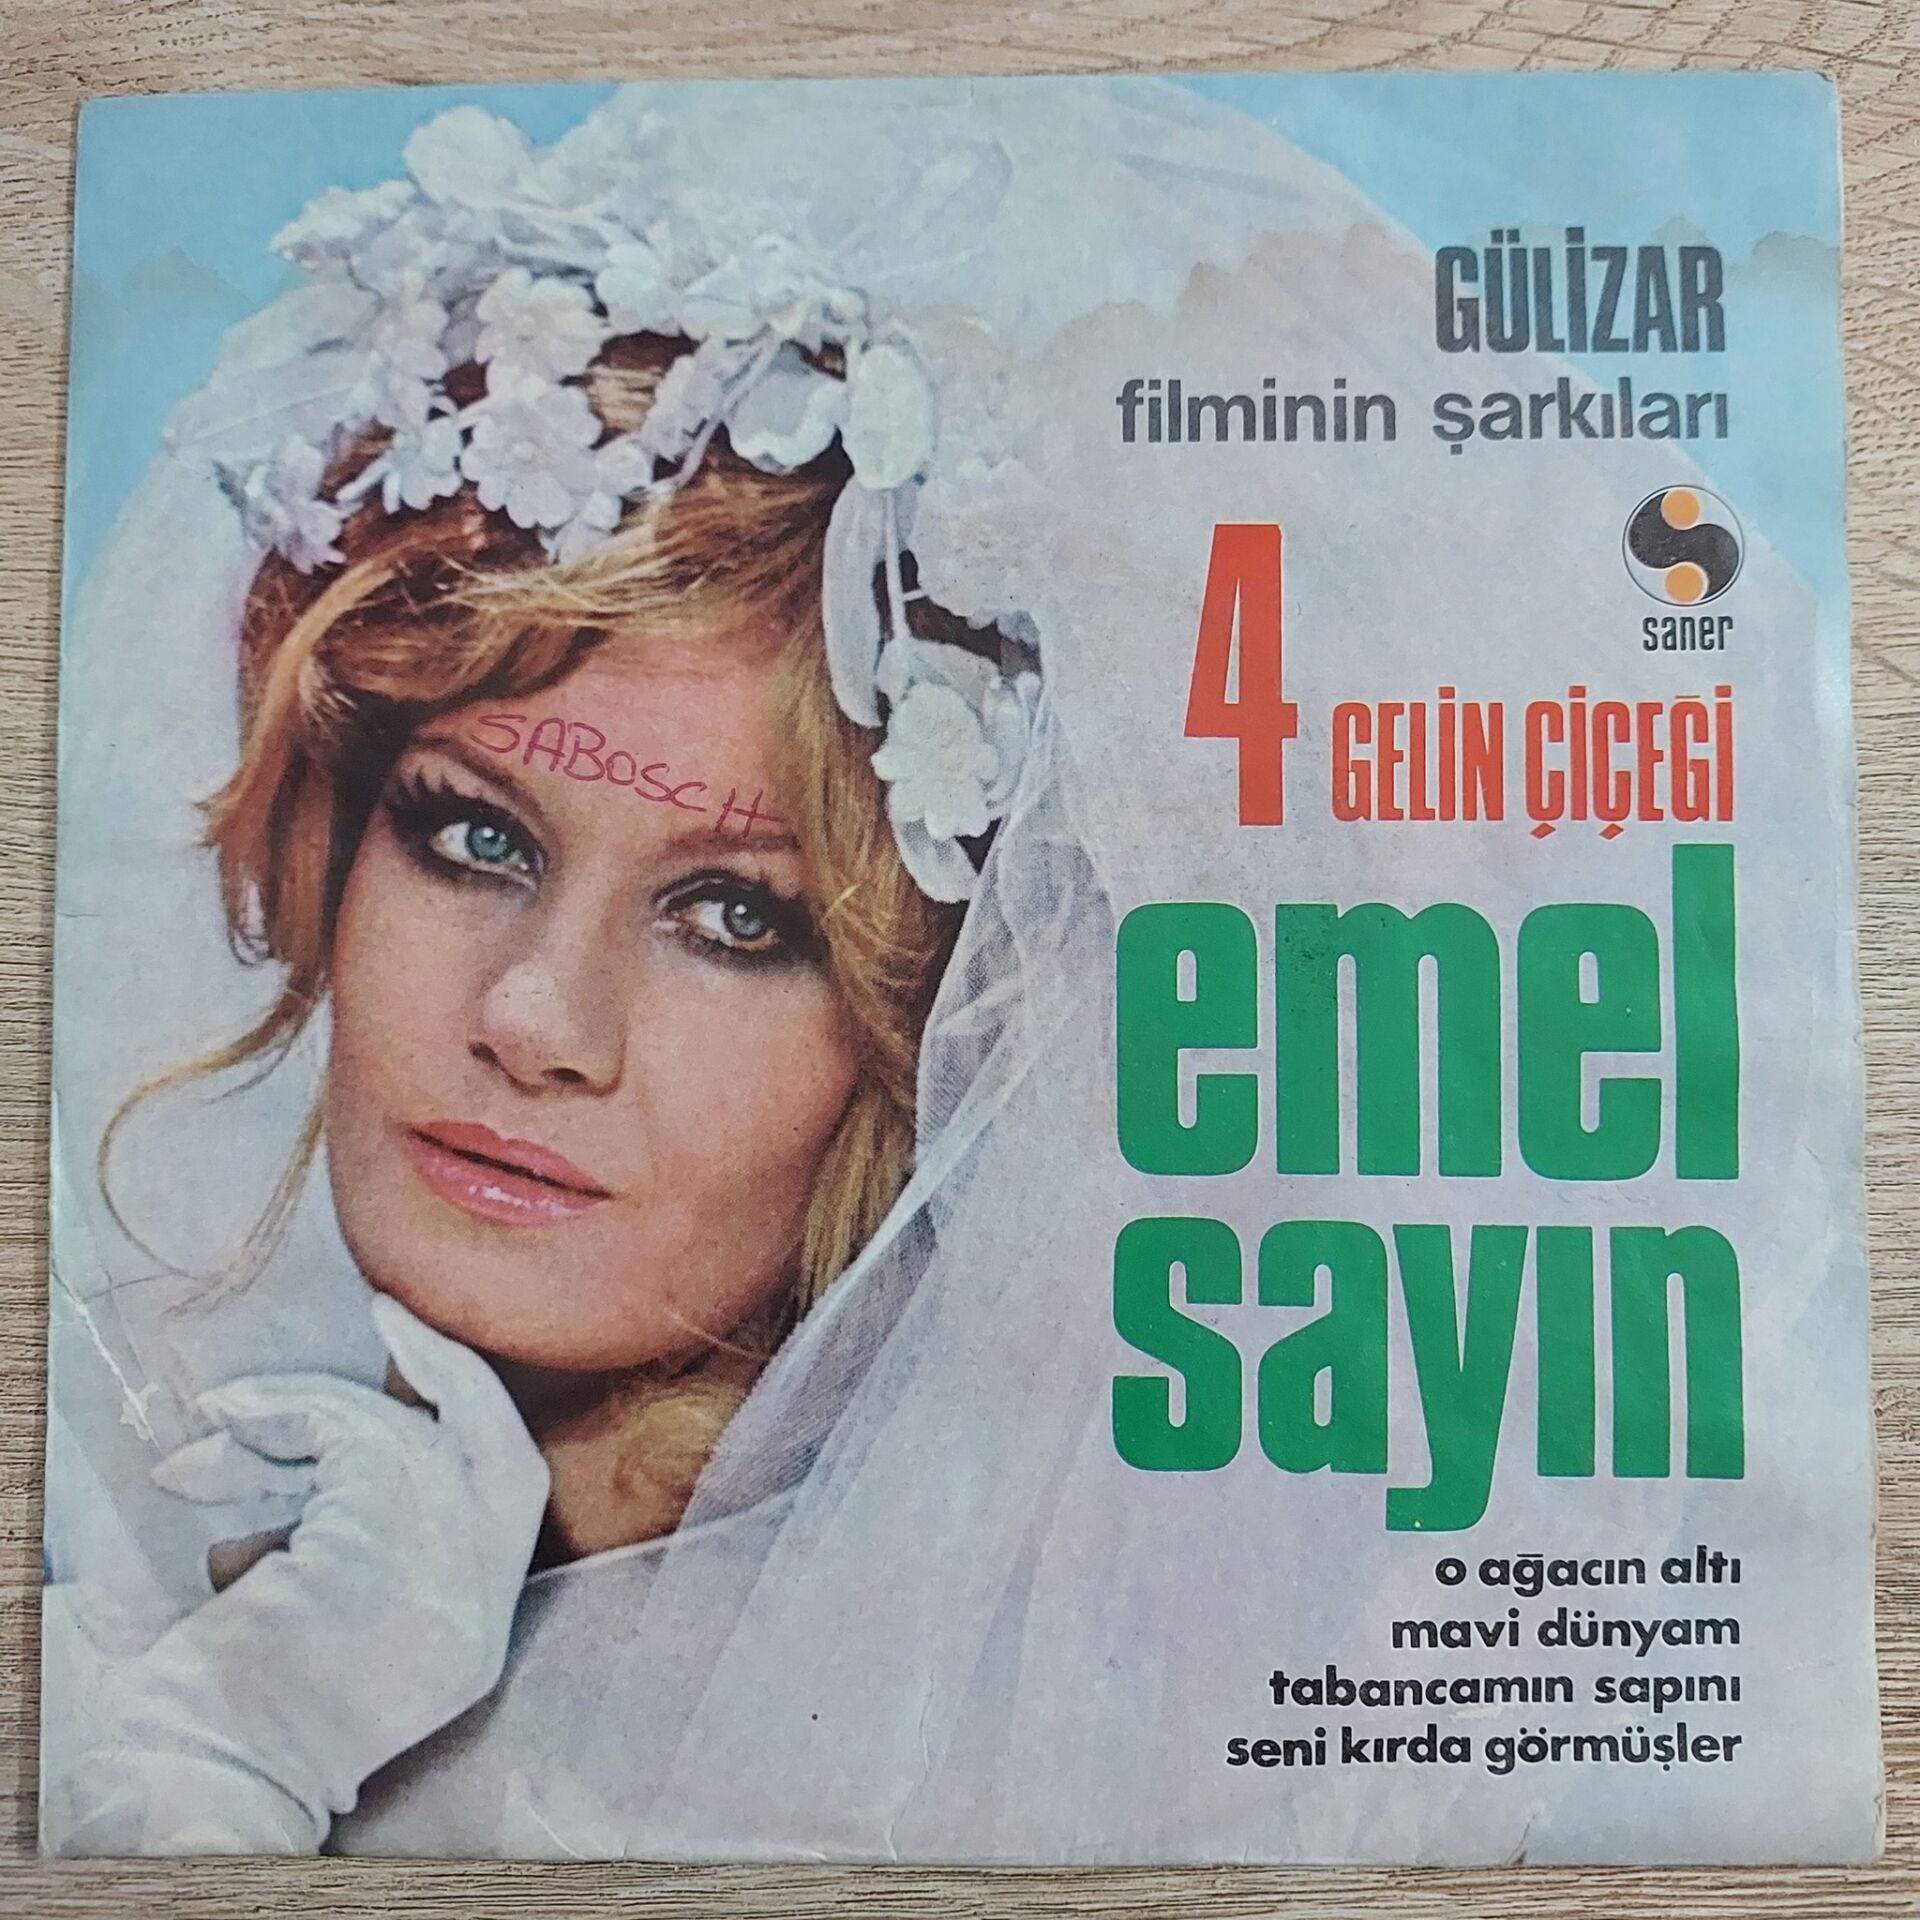 GÜLİZAR
filminin şarkıları
saner
4 GELİN ÇİÇEĞİ
SABOSCH
emel
sayın
o ağacın altı
mavi dünyam
tabancamın sapını
seni kırda görmüşler